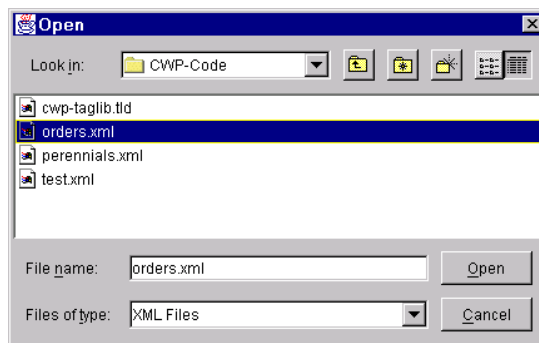 Open
Look in: CWP-Code
cwp-taglib.tld
orders.xml
perennials.xml
test.xml
File name: orders.xml Open
Files of type: XML Files Cancel